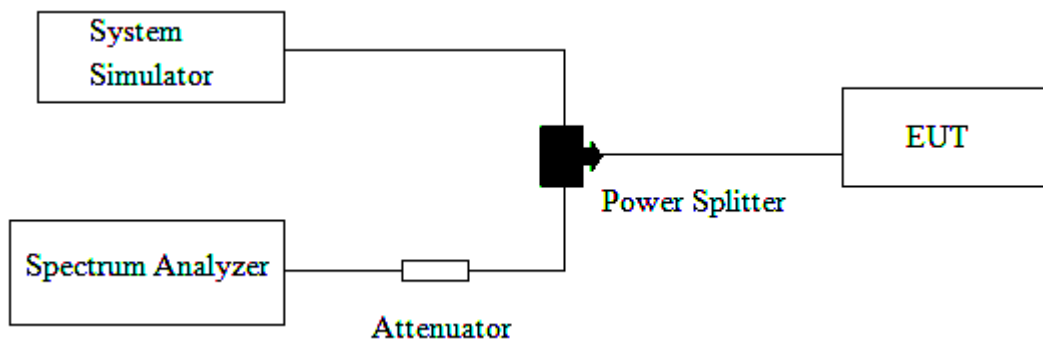 System
Simulator
EUT
Power Splitter
Spectrum Analyzer
Attenuator